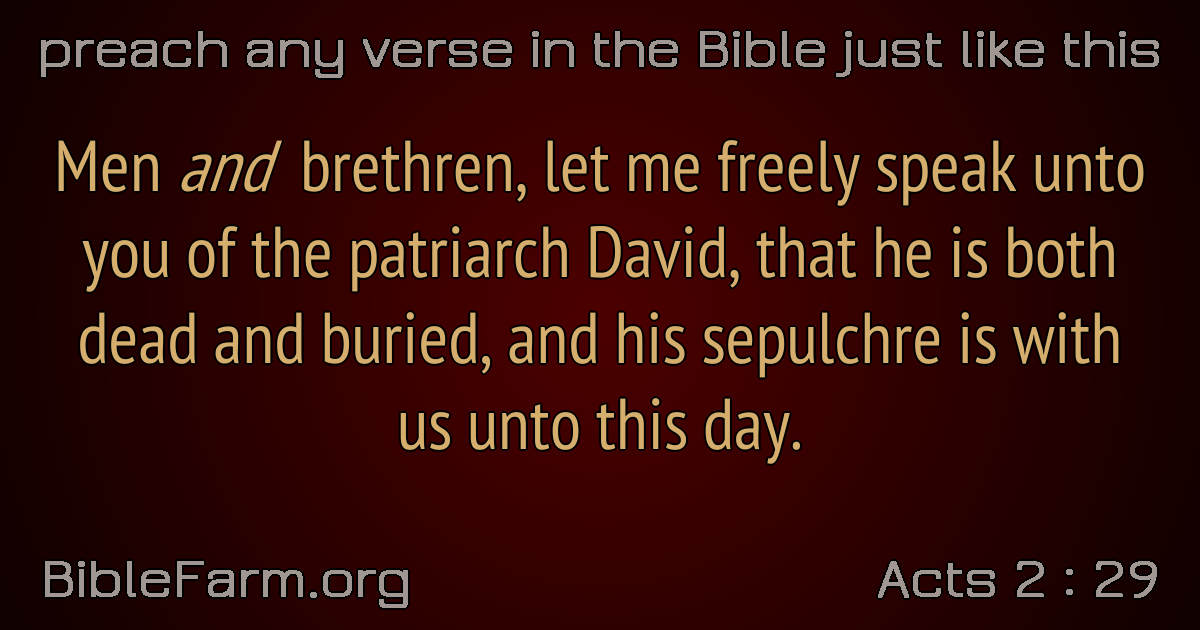 preach any verse in the Bible just like this
Men and brethren, let me freely speak unto
you of the patriarch David, that he is both
dead and buried, and his sepulchre is with
us unto this day.
BibleFarm.org
Acts 2 : 29